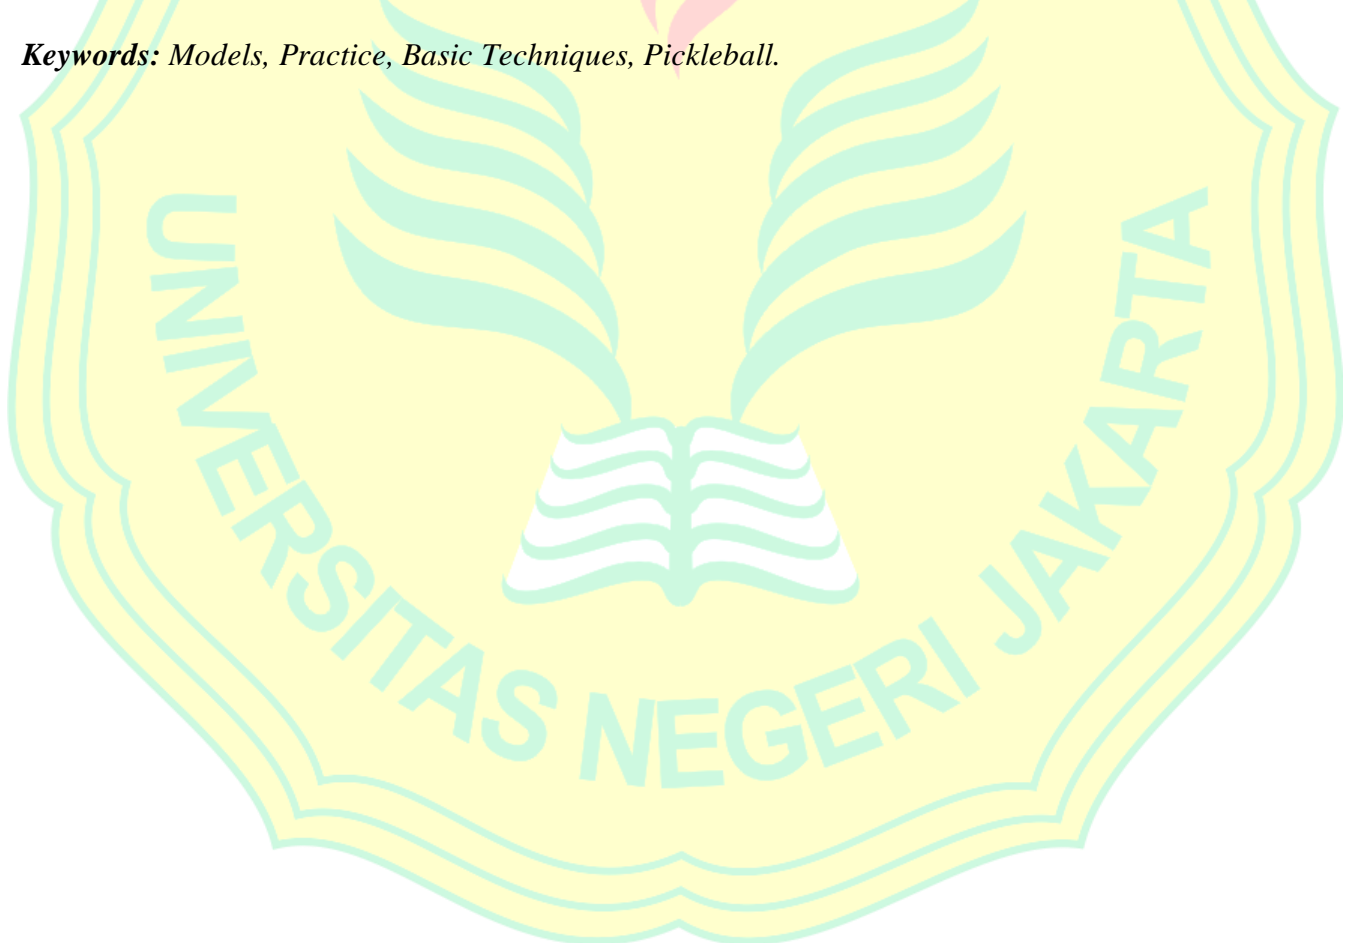 Keywords: Models, Practice, Basic Techniques, Pickleball.
UNIVERSITAS NEGERI JAKARTA